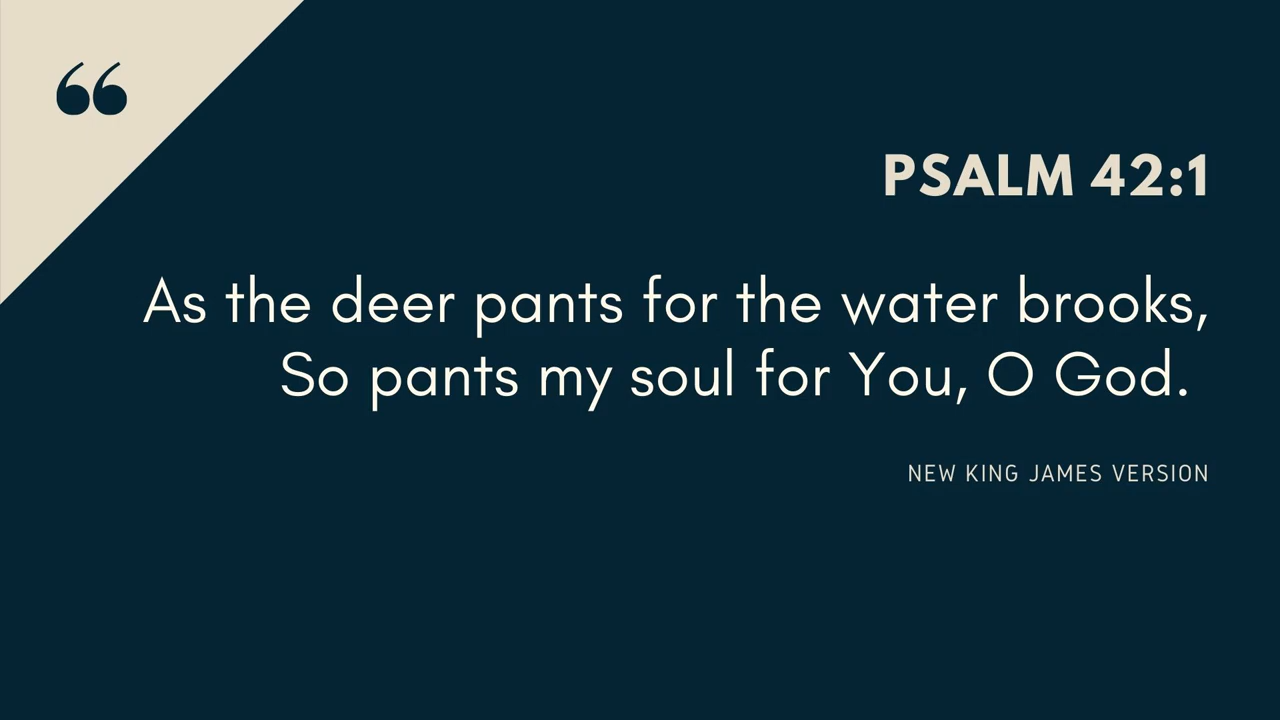 “
PSALM 42:1
As the deer pants for the water brooks,
So pants my soul for You, O God.
NEW KING JAMES VERSION